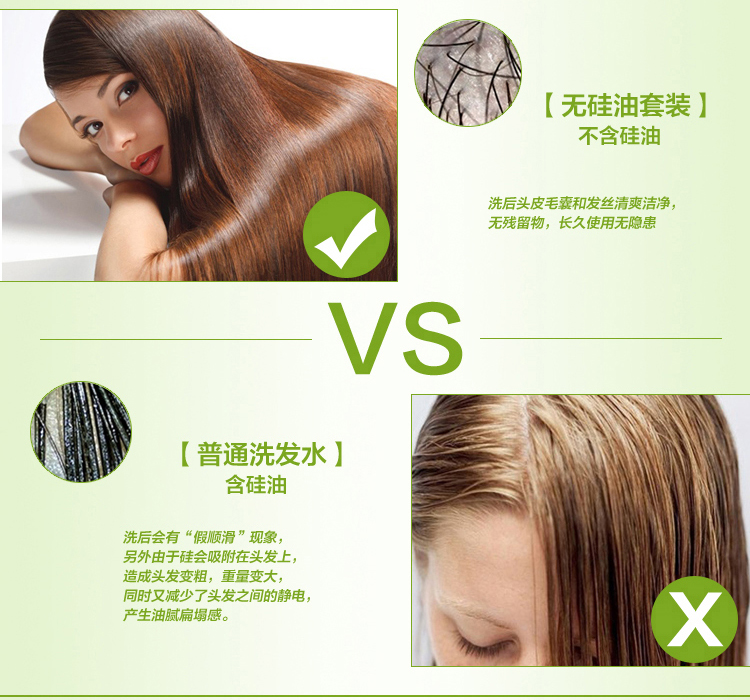 【无硅油套装】
不含硅油
洗后头皮毛囊和发丝清爽洁净，
无残留物，长久使用无隐患
VS
【普通洗发水】
含硅油
洗后会有“假顺滑”现象，
另外由于硅会吸附在头发上，
造成头发变粗，重量变大，
同时又减少了头发之间的静电，
产生油腻扁塌感。